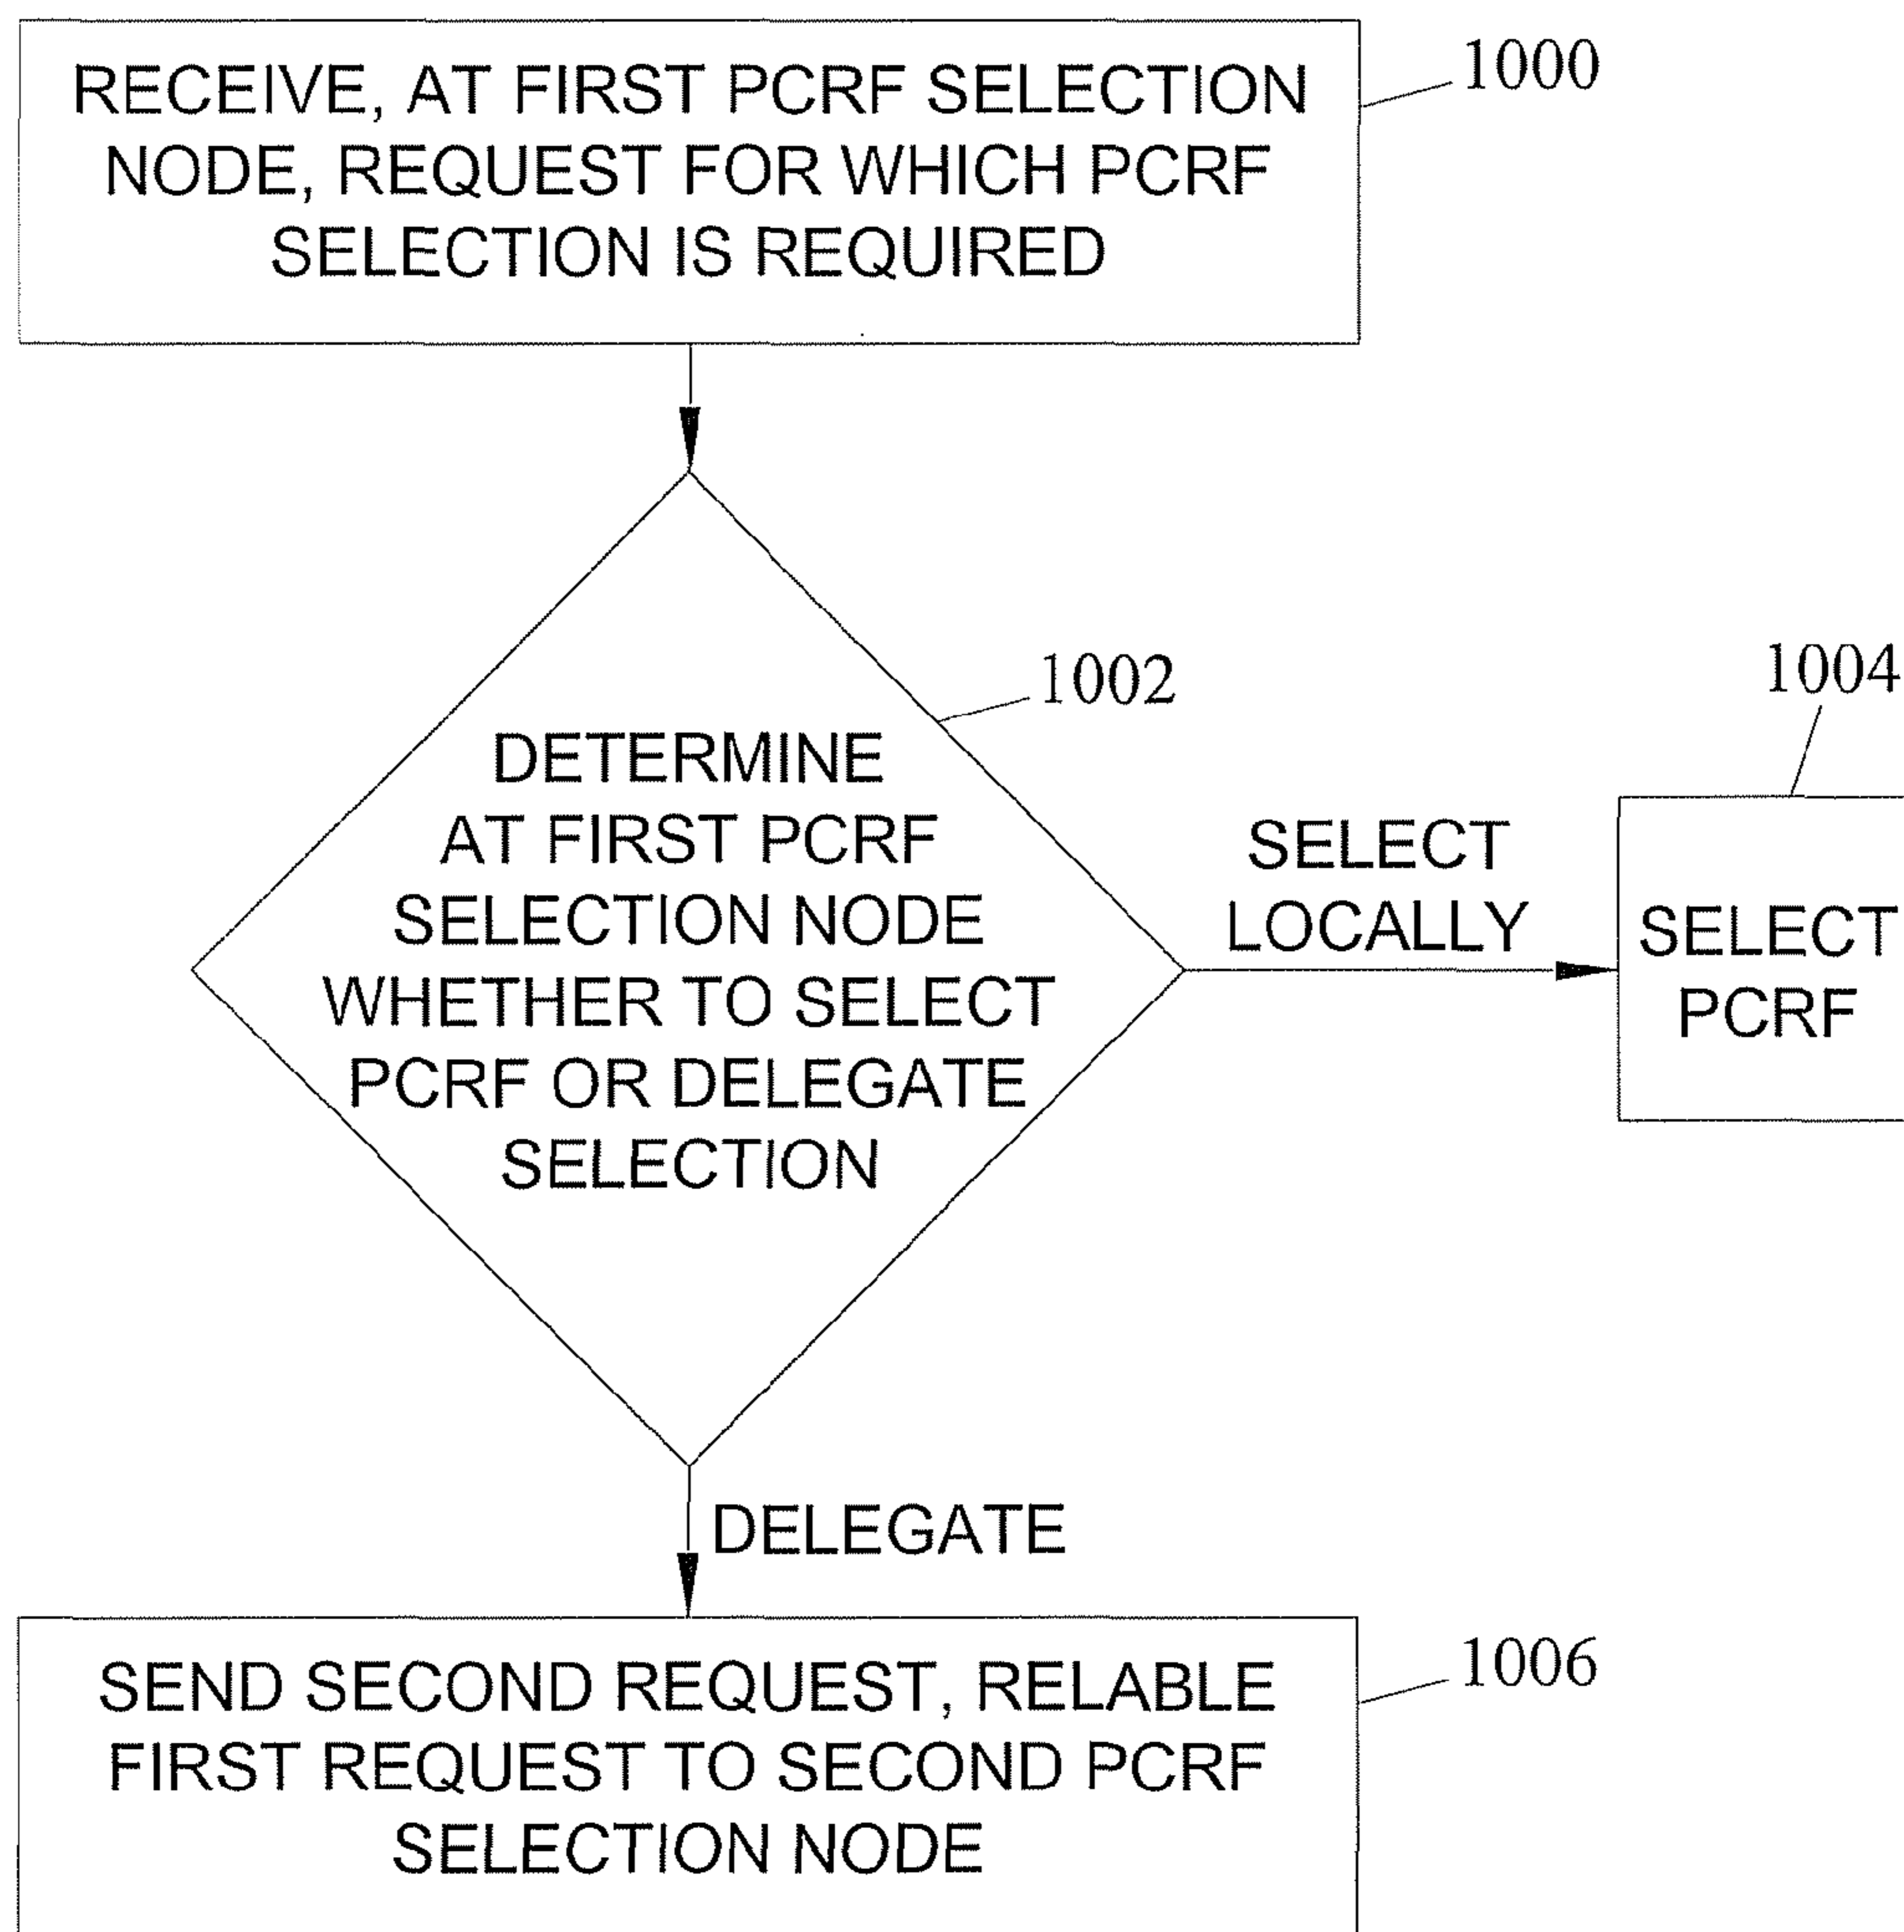 RECEIVE, AT FIRST PCRF SELECTION
NODE, REQUEST FOR WHICH PCRF
SELECTION IS REQUIRED
1000
DETERMINE
AT FIRST PCRF
SELECTION NODE
WHETHER TO SELECT
PCRF OR DELEGATE
SELECTION
1002
SELECT
LOCALLY
1004
SELECT
PCRF
DELEGATE
SEND SECOND REQUEST, RELABLE
FIRST REQUEST TO SECOND PCRF
SELECTION NODE
1006